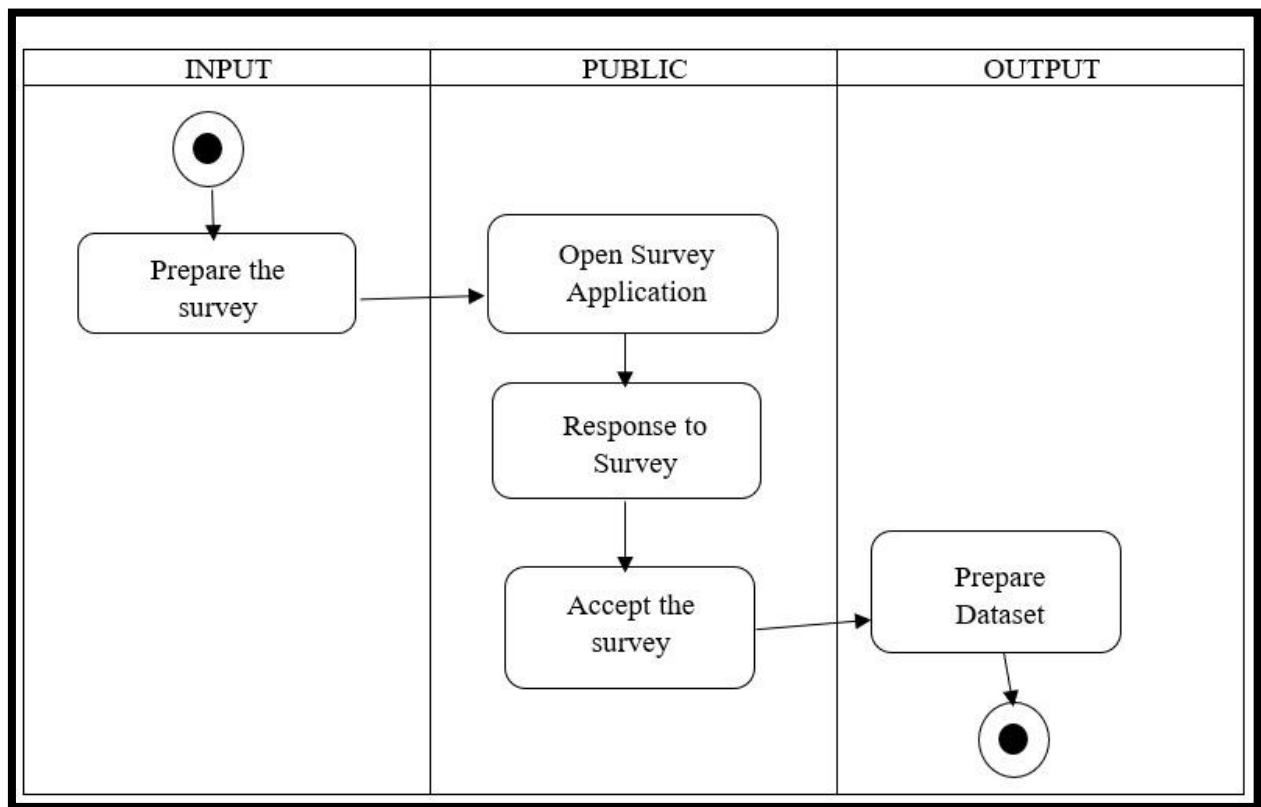 INPUT
PUBLIC
OUTPUT
Prepare the
survey
Open Survey
Application
Response to
Survey
Accept the
survey
Prepare
Dataset